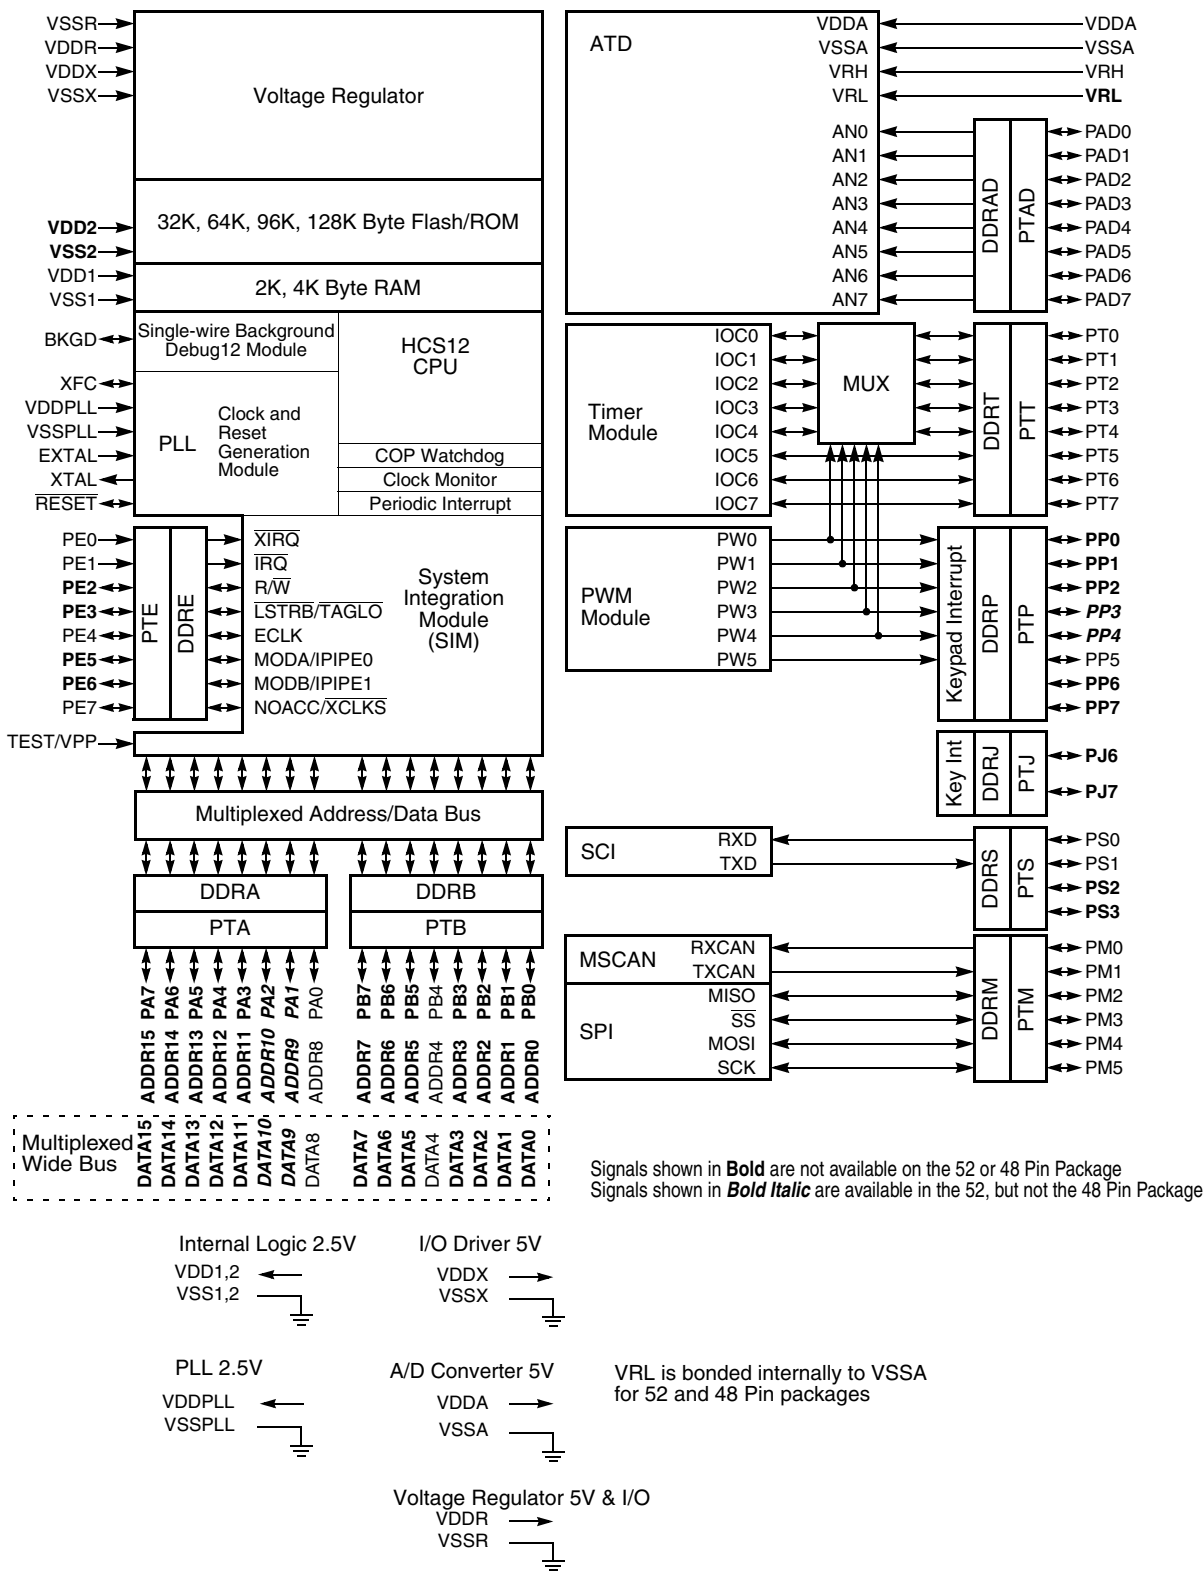 VSSR
VDDR
VDDX
VSSX
Voltage Regulator
VDD2
VSS2
VDD1
VSS1
32K, 64K, 96K, 128K Byte Flash/ROM
2K, 4K Byte RAM
BKGD
Single-wire Background
Debug12 Module
HCS12
CPU
XFC
VDDPLL
VSSPLL
EXTAL
XTAL
RESET
PLL
Clock and
Reset
Generation
Module
COP Watchdog
Clock Monitor
Periodic Interrupt
PE0
PE1
PE2
PE3
PE4
PE5
PE6
PE7
PTE
DDRE
XIRQ
IRQ
R/W
LSTRB/TAGLO
ECLK
MODA/IPIPE0
MODB/IPIPE1
NOACC/XCLKS
System
Integration
Module
(SIM)
TEST/VPP
Multiplexed Address/Data Bus
DDRA
PTA
DDRB
PTB
PA7
PA6
PA5
PA4
PA3
PA2
PA1
PA0
PB7
PB6
PB5
PB4
PB3
PB2
PB1
PB0
ADDR15
ADDR14
ADDR13
ADDR12
ADDR11
ADDR10
ADDR9
ADDR8
ADDR7
ADDR6
ADDR5
ADDR4
ADDR3
ADDR2
ADDR1
ADDR0
Multiplexed
Wide Bus
DATA15
DATA14
DATA13
DATA12
DATA11
DATA10
DATA9
DATA8
DATA7
DATA6
DATA5
DATA4
DATA3
DATA2
DATA1
DATA0
ATD
VDDA
VSSA
VRH
VRL
AN0
AN1
AN2
AN3
AN4
AN5
AN6
AN7
DDRAD
PTAD
VDDA
VSSA
VRH
VRL
PAD0
PAD1
PAD2
PAD3
PAD4
PAD5
PAD6
PAD7
Timer
Module
IOC0
IOC1
IOC2
IOC3
IOC4
IOC5
IOC6
IOC7
MUX
DDRT
PTT
PT0
PT1
PT2
PT3
PT4
PT5
PT6
PT7
PWM
Module
PW0
PW1
PW2
PW3
PW4
PW5
Keypad Interrupt
DDRP
PTP
PP0
PP1
PP2
PP3
PP4
PP5
PP6
PP7
Key Int
DDRJ
PTJ
PJ6
PJ7
SCI
RXD
TXD
DDRS
PTS
PS0
PS1
PS2
PS3
MSCAN
RXCAN
TXCAN
SPI
MISO
SS
MOSI
SCK
DDRM
PTM
PM0
PM1
PM2
PM3
PM4
PM5
Signals shown in Bold are not available on the 52 or 48 Pin Package
Signals shown in Bold Italic are available in the 52, but not the 48 Pin Package
Internal Logic 2.5V
VDD1,2
VSS1,2
I/O Driver 5V
VDDX
VSSX
PLL 2.5V
VDDPLL
VSSPLL
A/D Converter 5V
VDDA
VSSA
VRL is bonded internally to VSSA
for 52 and 48 Pin packages
Voltage Regulator 5V & I/O
VDDR
VSSR